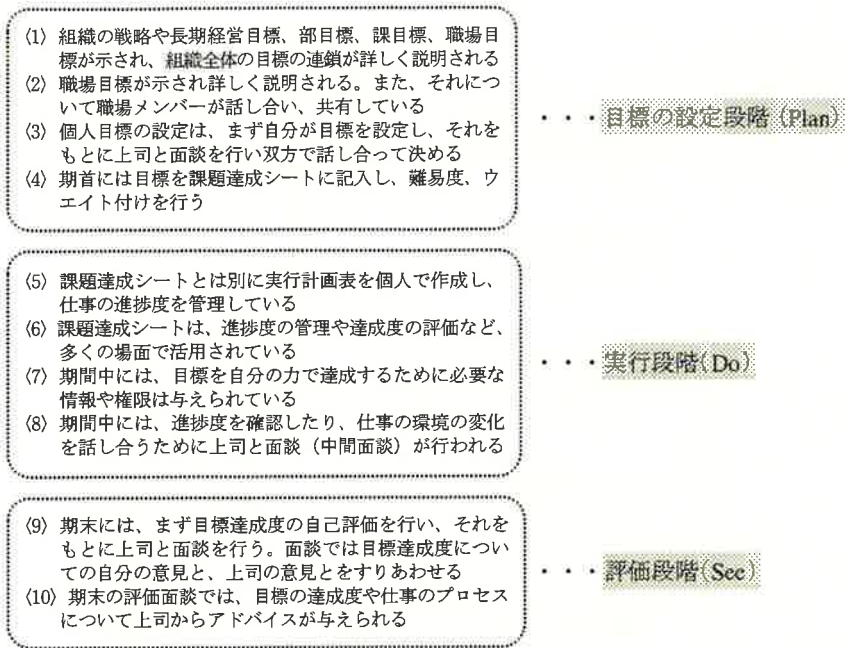 〈1〉 組織の戦略や長期経営目標、部目標、課目標、職場目
標が示され、組織全体の目標の連鎖が詳しく説明される
〈2〉 職場目標が示され詳しく説明される。また、それにつ
いて職場メンバーが話し合い、共有している
〈3〉 個人目標の設定は、まず自分が目標を設定し、それを
もとに上司と面談を行い双方で話し合って決める
〈4〉 期首には目標を課題達成シートに記入し、難易度、ウ
エイト付けを行う
・・・目標の設定段階（Plan）
〈5〉 課題達成シートとは別に実行計画表を個人で作成し、
仕事の進捗度を管理している
〈6〉 課題達成シートは、進捗度の管理や達成度の評価など、
多くの場面で活用されている
〈7〉 期間中には、目標を自分の力で達成するために必要な
情報や権限は与えられている
〈8〉 期間中には、進捗度を確認したり、仕事の環境の変化
を話し合うために上司と面談（中間面談）が行われる
・・・実行段階（Do）
〈9〉 期末には、まず目標達成度の自己評価を行い、それを
もとに上司と面談を行う。面談では目標達成度につい
ての自分の意見と、上司の意見とをすりあわせる
〈10〉 期末の評価面談では、目標の達成度や仕事のプロセス
について上司からアドバイスが与えられる
・・・評価段階（See）